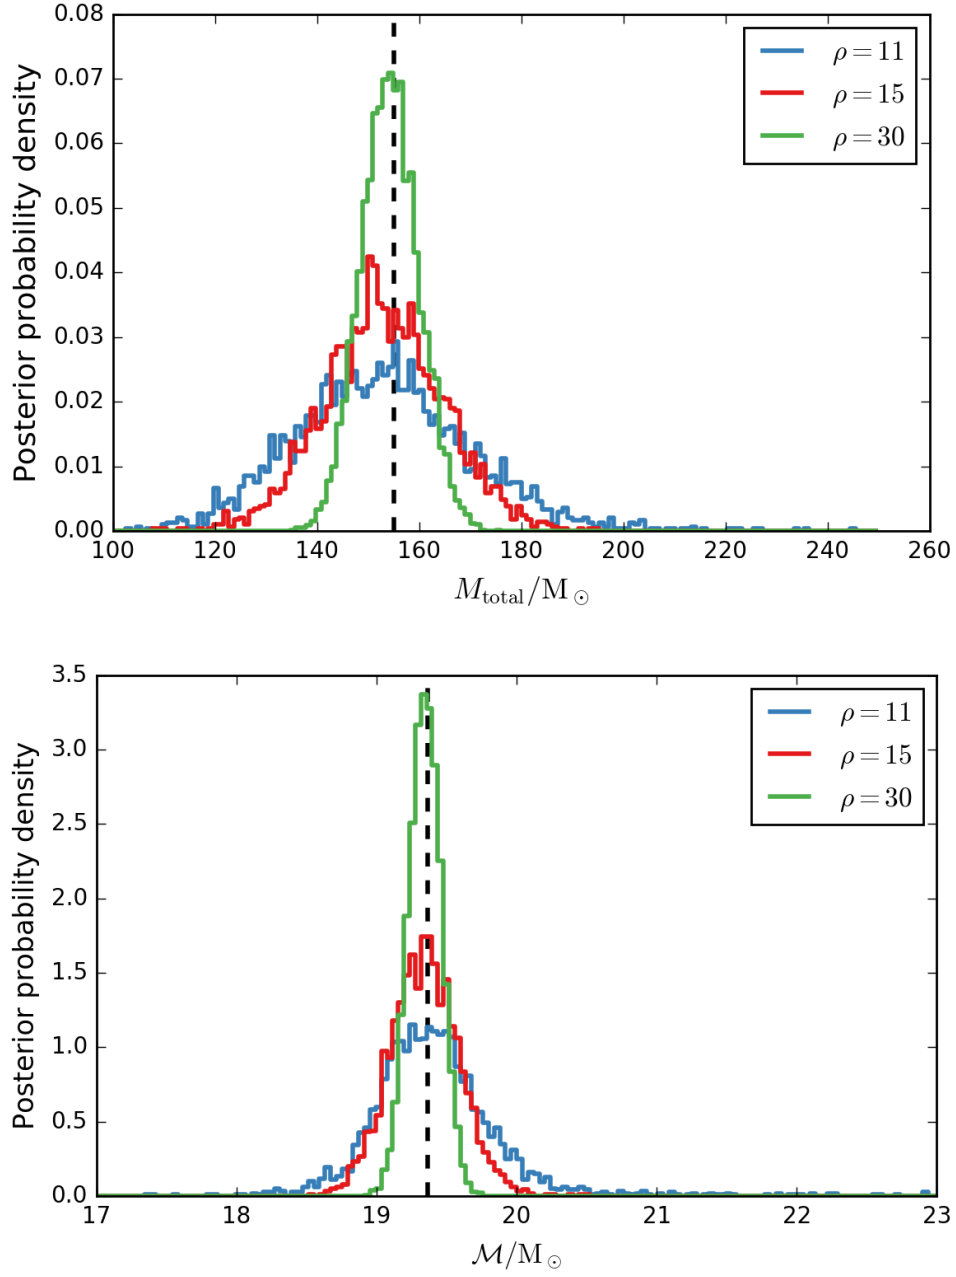 0.08
0.07
0.06
0.05
0.04
0.03
0.02
0.01
0.00
Posterior probability density
ρ = 11
ρ = 15
ρ = 30
100 120 140 160 180 200 220 240 260
M_total/M_⊙
3.5
3.0
2.5
2.0
1.5
1.0
0.5
0.0
Posterior probability density
ρ = 11
ρ = 15
ρ = 30
17 18 19 20 21 22 23
ℳ/M_⊙